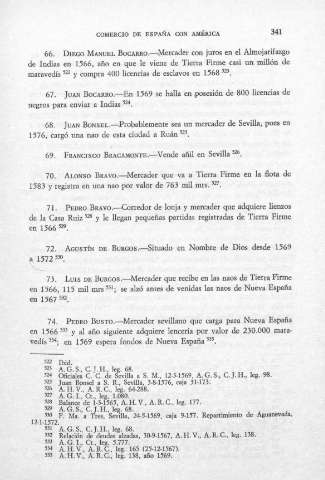 COMERCIO DE ESPAÑA CON AMÉRICA 341
66. DIEGO MANUEL BOCARRO.—Mercader con juros en el Almojarifazgo
de Indias en 1566, año en que le viene de Tierra Firme casi un millón de
maravedís 522 y compra 400 licencias de esclavos en 1568 523.
67. JUAN BOCARRO.—En 1569 se halla en posesión de 800 licencias de
negros para enviar a Indias 524.
68. JUAN BONSEL.—Probablemente sea un mercader de Sevilla, pues en
1576, cargó una nao de esta ciudad a Ruán 525.
69. FRANCISCO BRACAMONTE.—Vende añil en Sevilla 526.
70. ALONSO BRAVO.—Mercader que va a Tierra Firme en la flota de
1583 y registra en una nao por valor de 763 mil mrs. 527.
71. PEDRO BRAVO.—Corredor de lonja y mercader que adquiere lienzos
de la Casa Ruiz 528 y le llegan pequeñas partidas registradas de Tierra Firme
en 1566 529.
72. AGUSTÍN DE BURGOS.—Situado en Nombre de Dios desde 1569
a 1572 530.
73. LUIS DE BURGOS.—Mercader que recibe en las naos de Tierra Firme
en 1566, 115 mil mrs 531; se alzó antes de venidas las naos de Nueva España
en 1567 532.
74. PEDRO BUSTO.—Mercader sevillano que carga para Nueva España
en 1566 533 y al año siguiente adquiere lencería por valor de 230.000 mara-
vedís 534; en 1569 espera fondos de Nueva España 535.
522 Ibíd.
523 A. G. S., C. J. H., leg. 68.
524 Oficiales C. C. de Sevilla a S. M., 12-3-1569, A. G. S., C. J. H., leg. 98.
525 Juan Bonsel a S. R., Sevilla, 3-8-1576, caja 31-173.
526 A. H. V., A. R. C., leg. 64-288.
527 A. G. I., Ct., leg. 1.080.
528 Balance de 1-3-1565, A. H. V., A. R. C., leg. 177.
529 A. G. S., C. J. H., leg. 68.
530 F. Ma. a Tres, Sevilla, 24-5-1569, caja 9-157. Repartimiento de Aguasnevada,
12-1-1572.
531 A. G. S., C. J. H., leg. 68.
532 Relación de deudas alzadas, 30-9-1567, A. H. V., A. R. C., leg. 138.
533 A. G. I., Ct., leg. 5.777.
534 A. H. V., A. R. C., leg. 165 (25-12-1567).
535 A. H. V., A. R. C., leg. 138, año 1569.